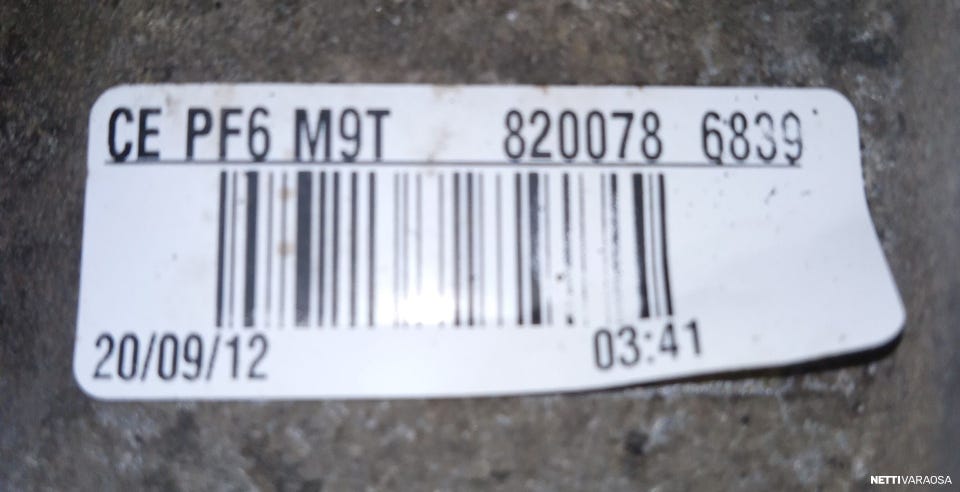 CE PF6 M9T 820078 6839
20/09/12 03:41
NETTIVARAOSA